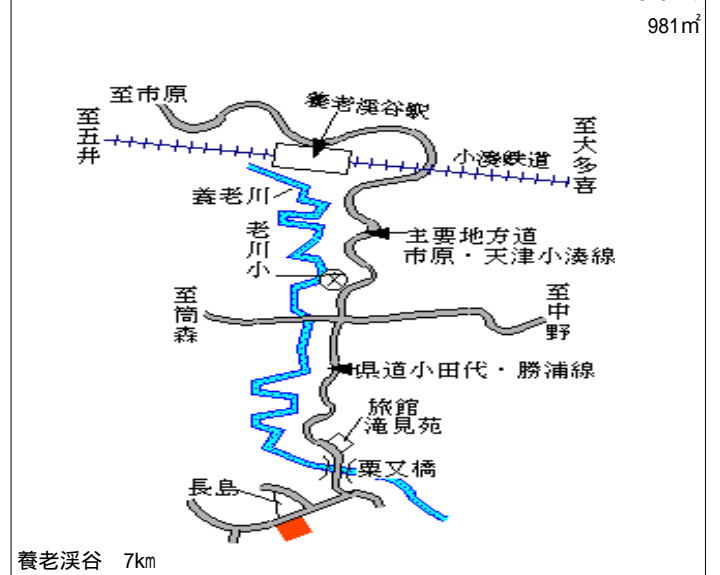 981㎡
至市原
養老渓谷駅
至五井
小湊鉄道
至大多喜
養老川
老川小
主要地方道
市原・天津小湊線
至筒森
至中野
県道小田代・勝浦線
旅館
滝見苑
粟又橋
長島
養老渓谷 7㎞